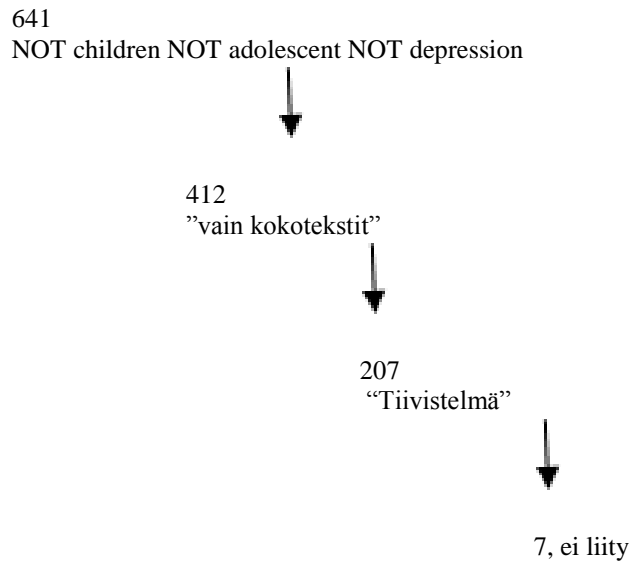 641
NOT children NOT adolescent NOT depression
412
”vain kokotekstit”
207
“Tiivistelmä”
7, ei liity